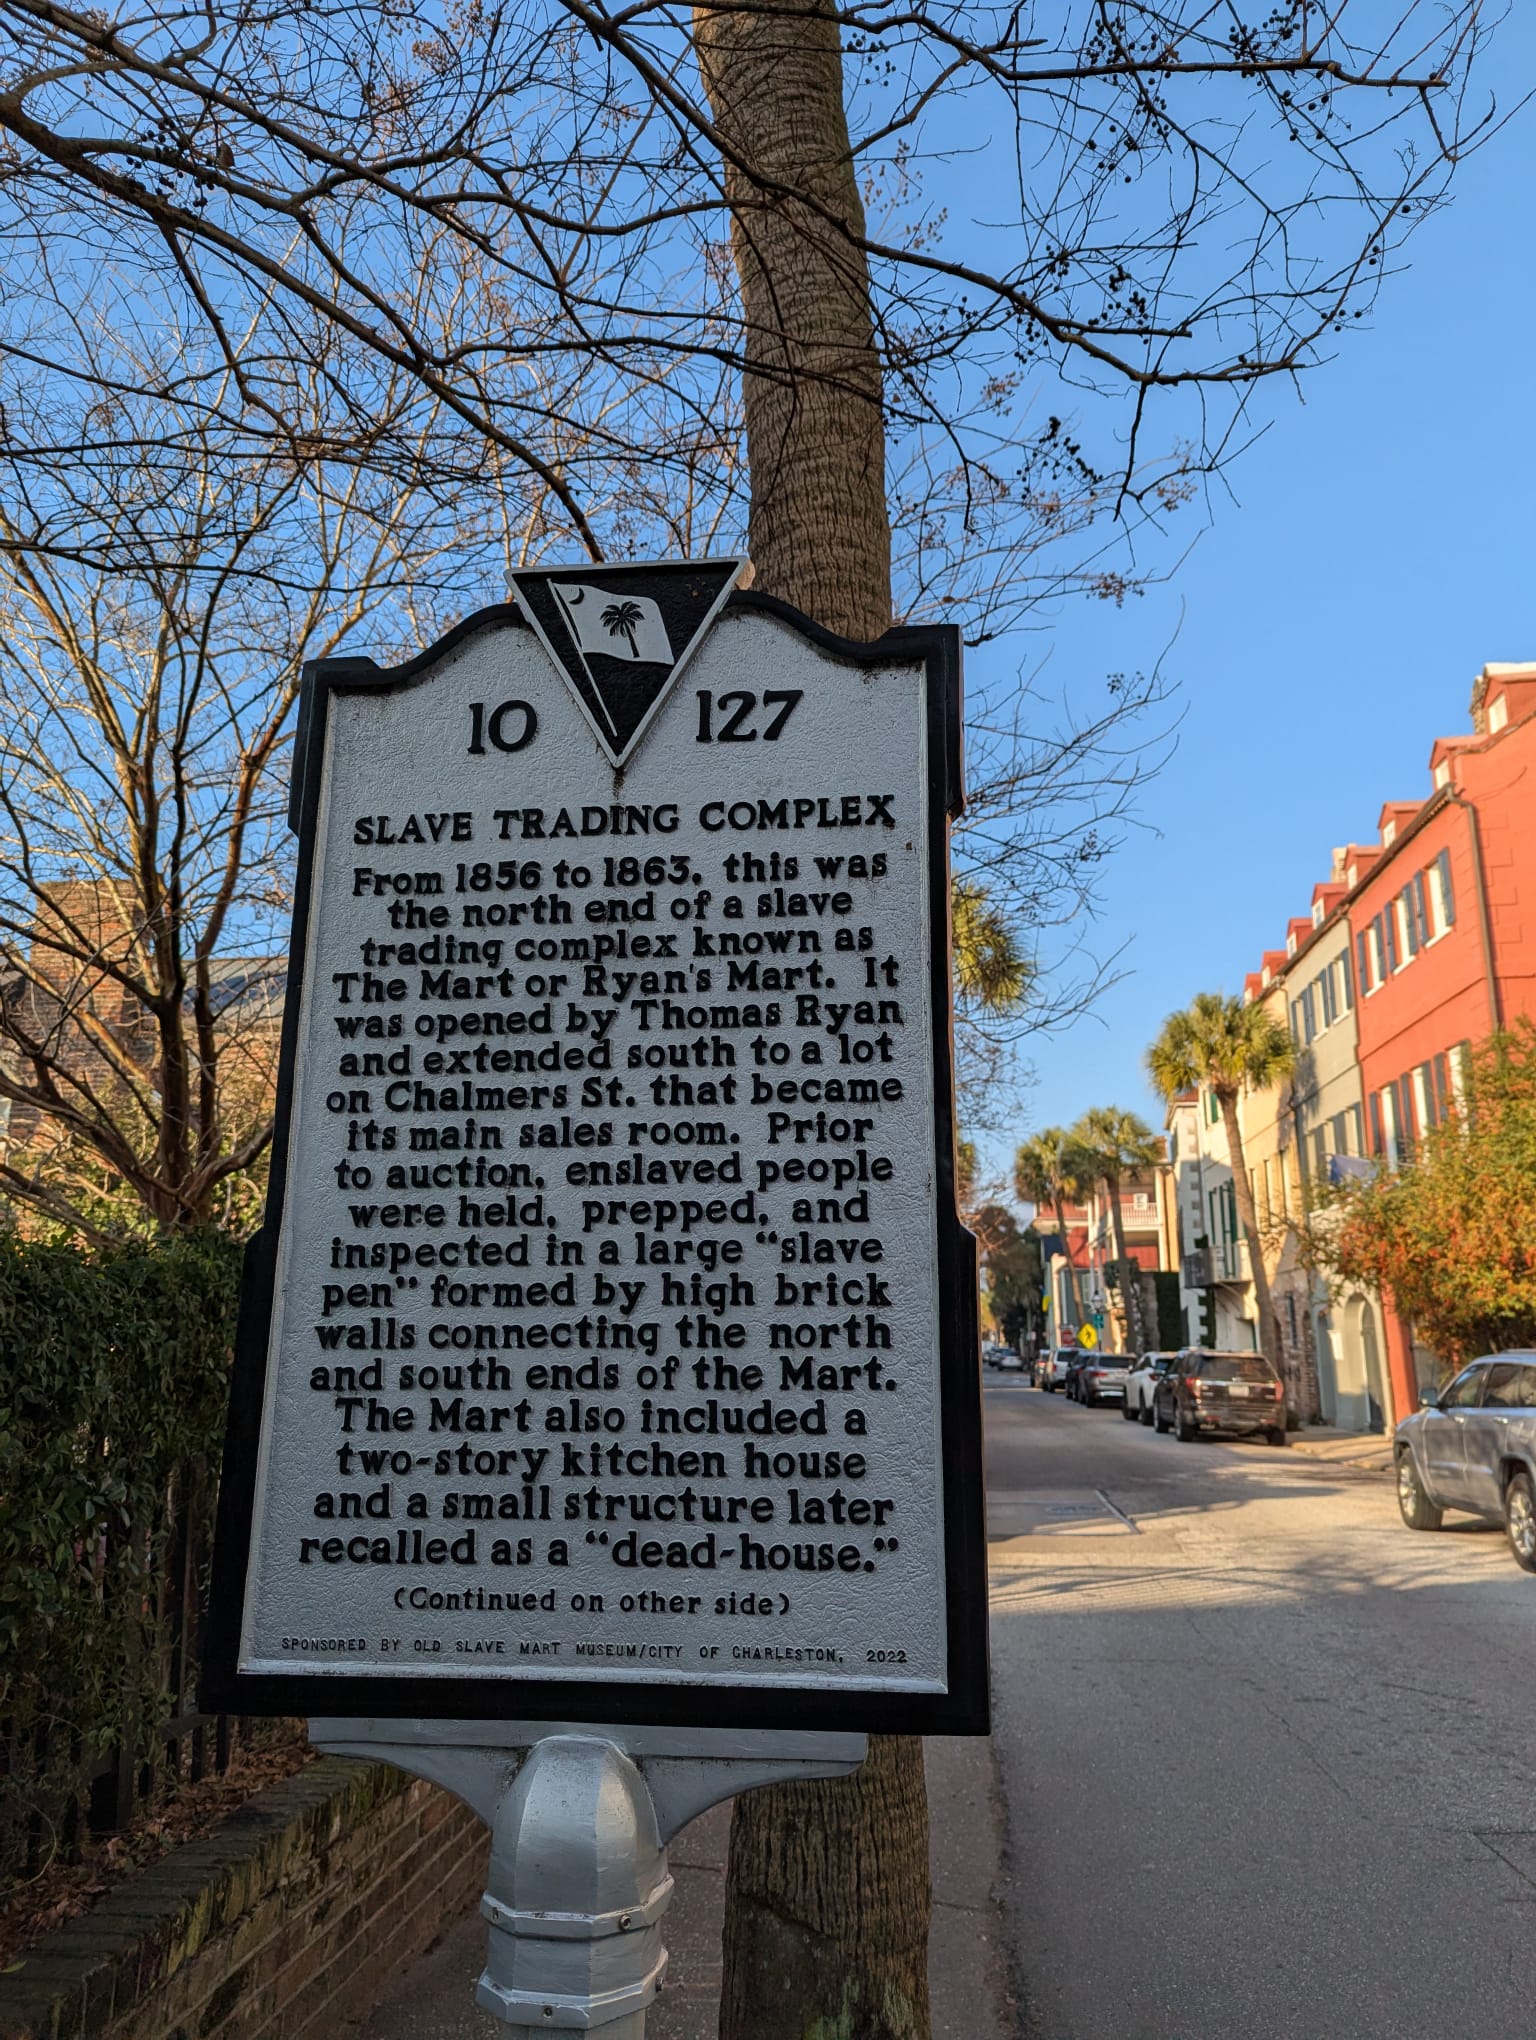 10 127
SLAVE TRADING COMPLEX
From 1856 to 1863, this was
the north end of a slave
trading complex known as
The Mart or Ryan's Mart. It
was opened by Thomas Ryan
and extended south to a lot
on Chalmers St. that became
its main sales room. Prior
to auction, enslaved people
were held, prepped, and
inspected in a large “slave
pen” formed by high brick
walls connecting the north
and south ends of the Mart.
The Mart also included a
two-story kitchen house
and a small structure later
recalled as a “dead-house.”
(Continued on other side)
SPONSORED BY OLD SLAVE MART MUSEUM/CITY OF CHARLESTON, 2022